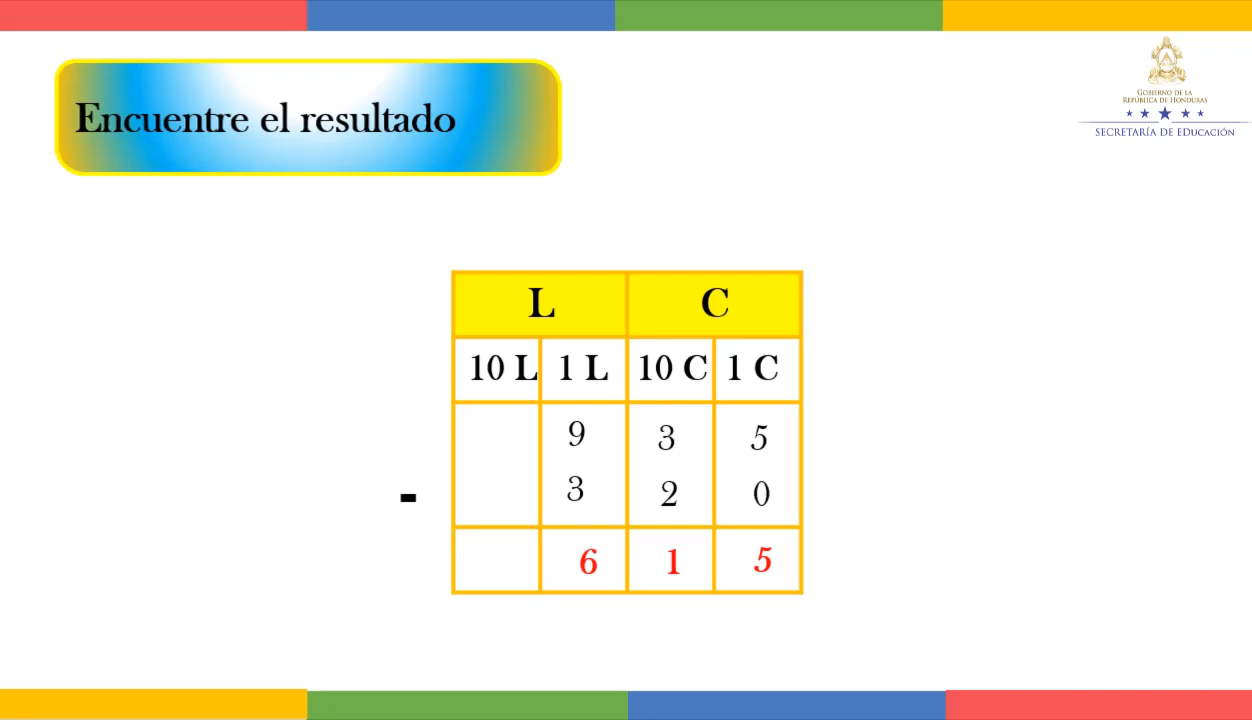 Encuentre el resultado
GOBIERNO DE LA
REPÚBLICA DE HONDURAS
SECRETARÍA DE EDUCACIÓN
L C
10 L 1 L 10 C 1 C
9 3 5
- 3 2 0
6 1 5